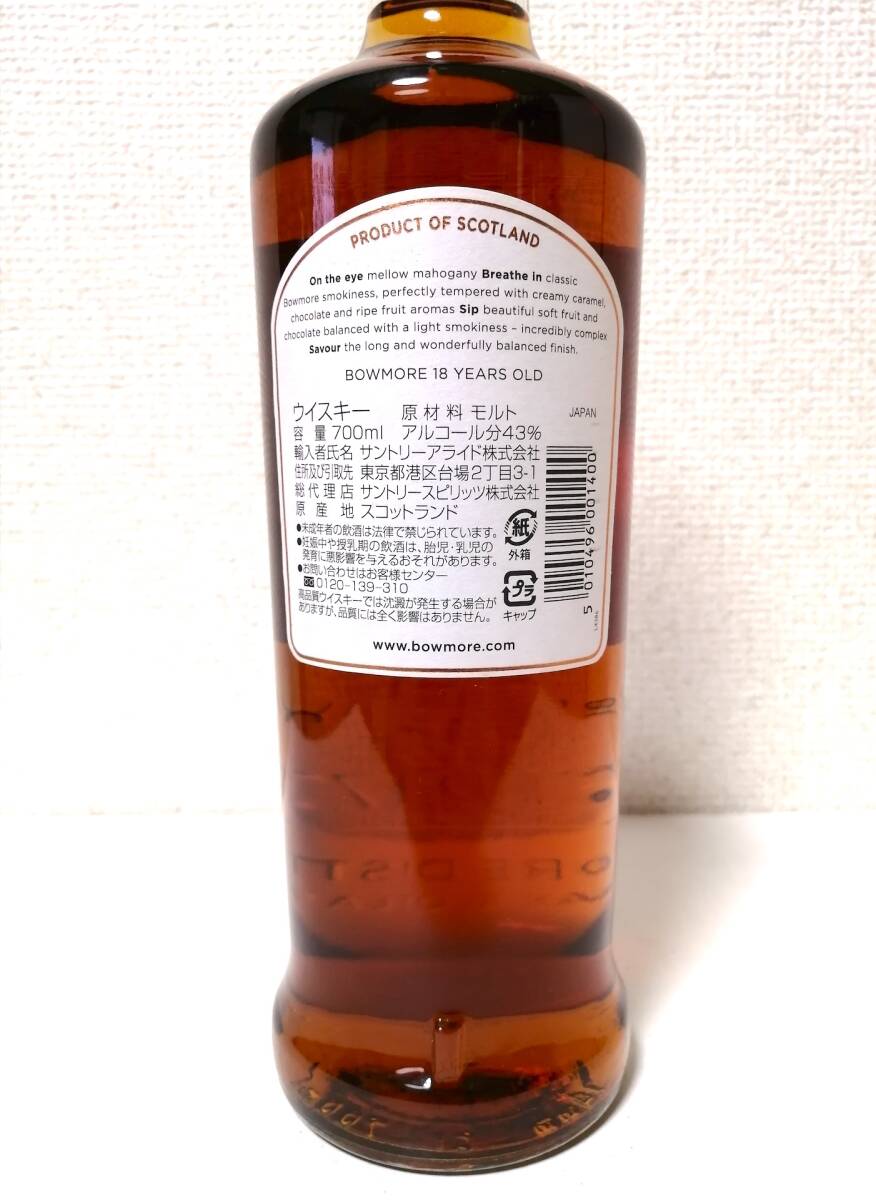 PRODUCT OF SCOTLAND
On the eye mellow mahogany Breathe in classic
Bowmore smokiness, perfectly tempered with creamy caramel,
chocolate and ripe fruit aromas Sip beautiful soft fruit and
chocolate balanced with a light smokiness – incredibly complex
Savour the long and wonderfully balanced finish.
BOWMORE 18 YEARS OLD
ウイスキー 原材料 モルト JAPAN
容量 700ml アルコール分43%
輸入者氏名 サントリーアライド株式会社
住所及び引取先 東京都港区台場2丁目3-1
総代理店 サントリースピリッツ株式会社
原産地 スコットランド
●未成年者の飲酒は法律で禁じられています。
●妊娠中や授乳期の飲酒は、胎児・乳児の
発育に悪影響を与えるおそれがあります。
●お問い合わせはお客様センター
0120-139-310
高品質ウイスキーでは沈澱が発生する場合が
ありますが、品質には全く影響はありません。
紙
外箱
プラ
キャップ
5 010496 001400
www.bowmore.com